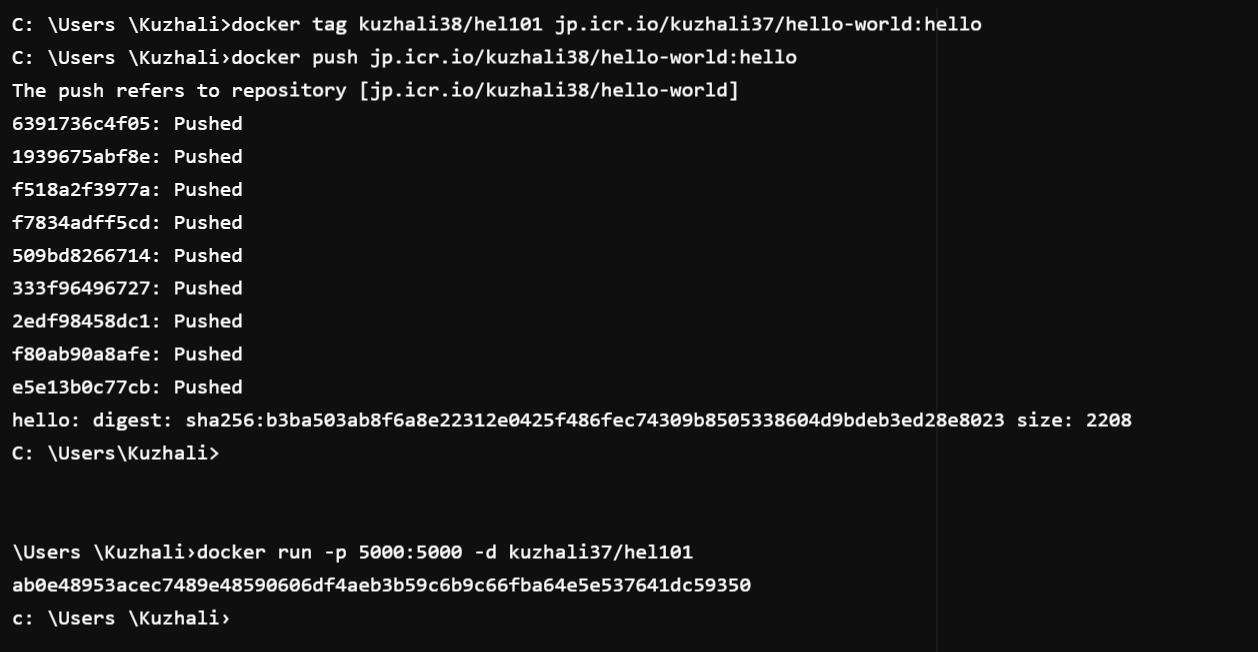 C: \Users \Kuzhali>docker tag kuzhali38/hel101 jp.icr.io/kuzhali37/hello-world:hello
C: \Users \Kuzhali>docker push jp.icr.io/kuzhali38/hello-world:hello
The push refers to repository [jp.icr.io/kuzhali38/hello-world]
6391736c4f05: Pushed
1939675abf8e: Pushed
f518a2f3977a: Pushed
f7834adff5cd: Pushed
509bd8266714: Pushed
333f96496727: Pushed
2edf98458dc1: Pushed
f80ab90a8afe: Pushed
e5e13b0c77cb: Pushed
hello: digest: sha256:b3ba503ab8f6a8e22312e0425f486fec74309b8505338604d9bdeb3ed28e8023 size: 2208
C: \Users\Kuzhali>
\Users \Kuzhali>docker run -p 5000:5000 -d kuzhali37/hel101
ab0e48953acec7489e48590606df4aeb3b59c6b9c66fba64e5e537641dc59350
c: \Users \Kuzhali>